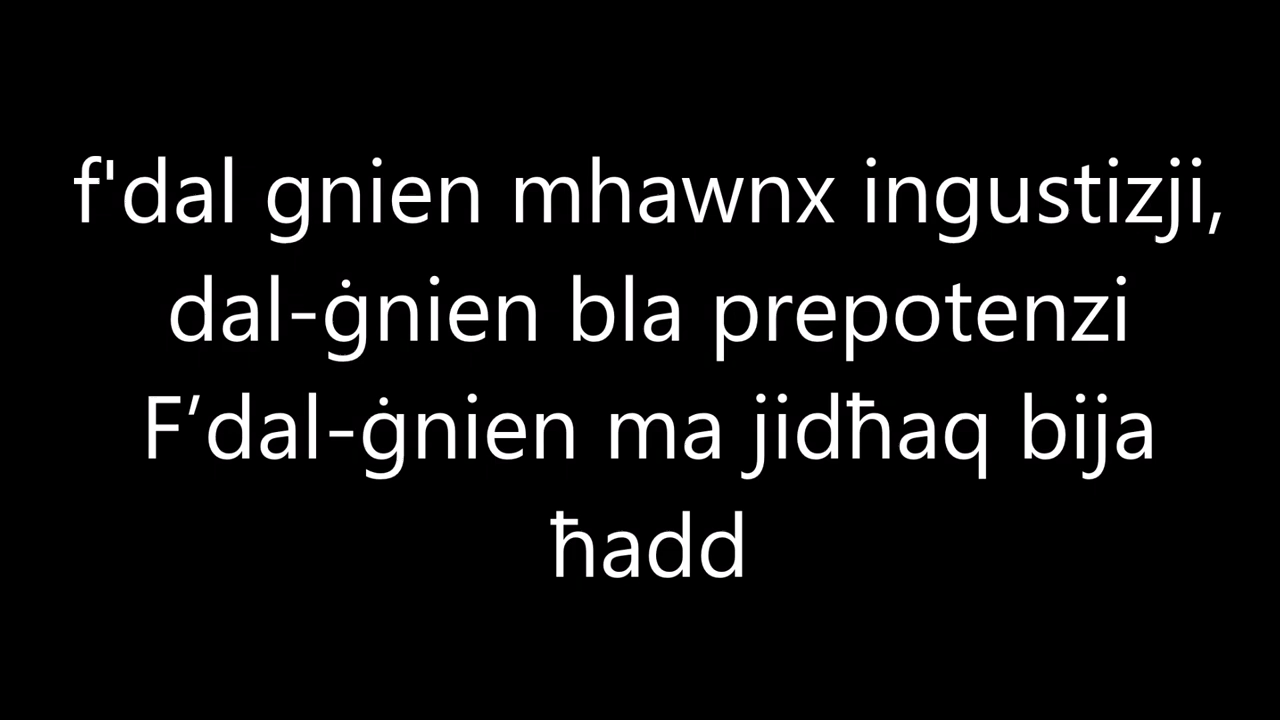 f'dal gnien mhawnx ingustizji,
dal-ġnien bla prepotenzi
F’dal-ġnien ma jidħaq bija
ħadd